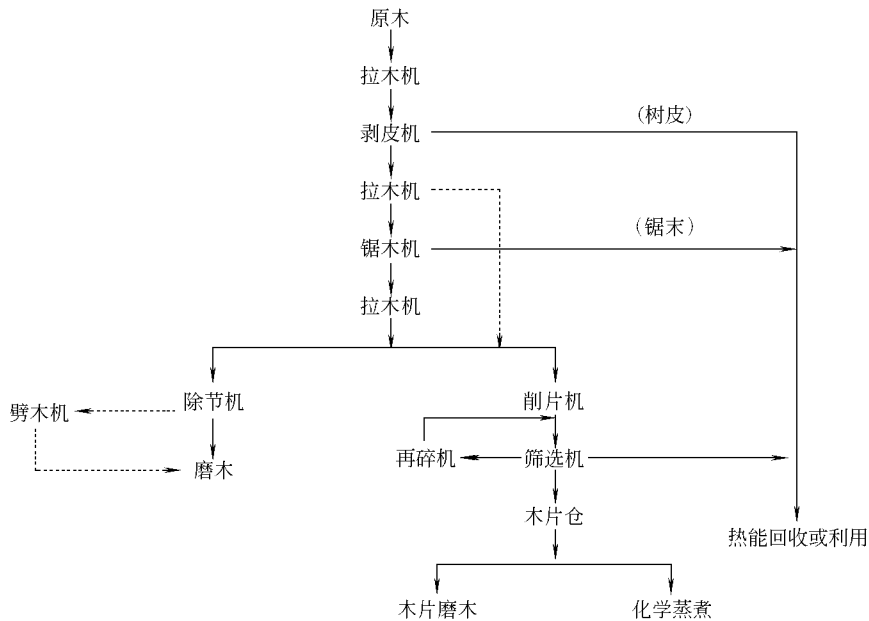 原木
拉木机
(树皮)
剥皮机
拉木机
(锯末)
锯木机
拉木机
除节机
削片机
劈木机
再碎机
筛选机
磨木
木片仓
热能回收或利用
木片磨木
化学蒸煮